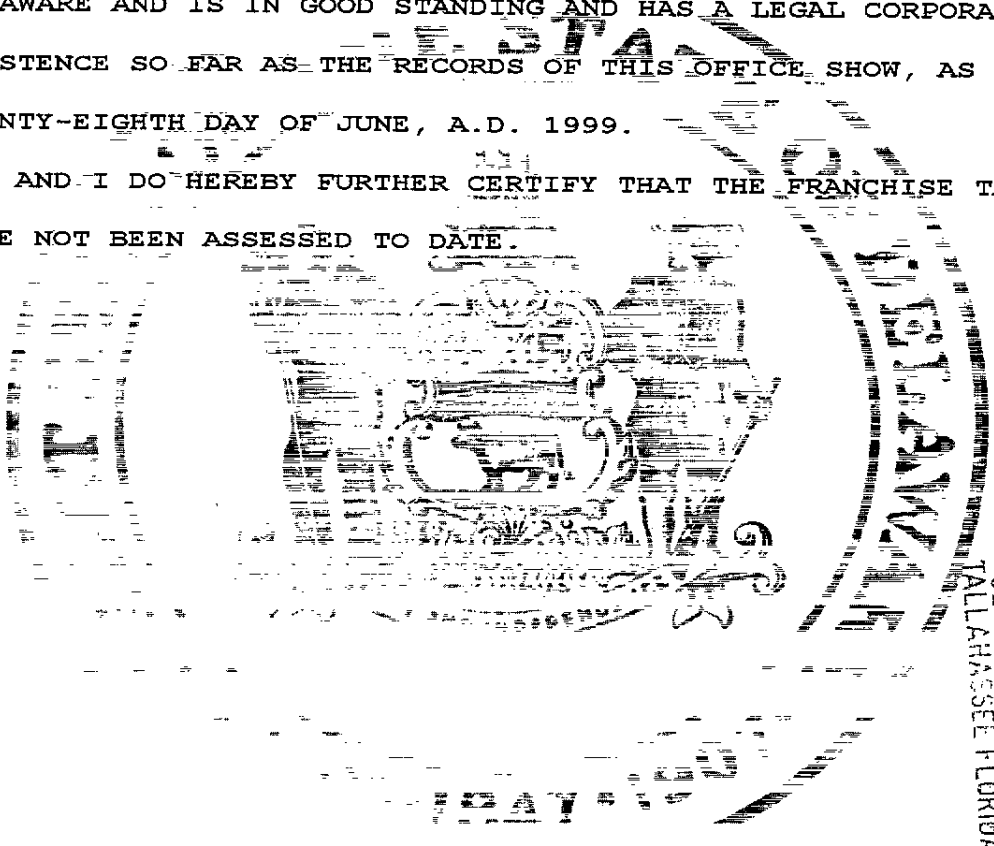 AWARE AND IS IN GOOD STANDING AND HAS A LEGAL CORPORA
STENCE SO FAR AS THE RECORDS OF THIS OFFICE SHOW, AS
NTY-EIGHTH DAY OF JUNE, A.D. 1999.
AND I DO HEREBY FURTHER CERTIFY THAT THE FRANCHISE TA
E NOT BEEN ASSESSED TO DATE.
TALLAHASSEE FLORIDA